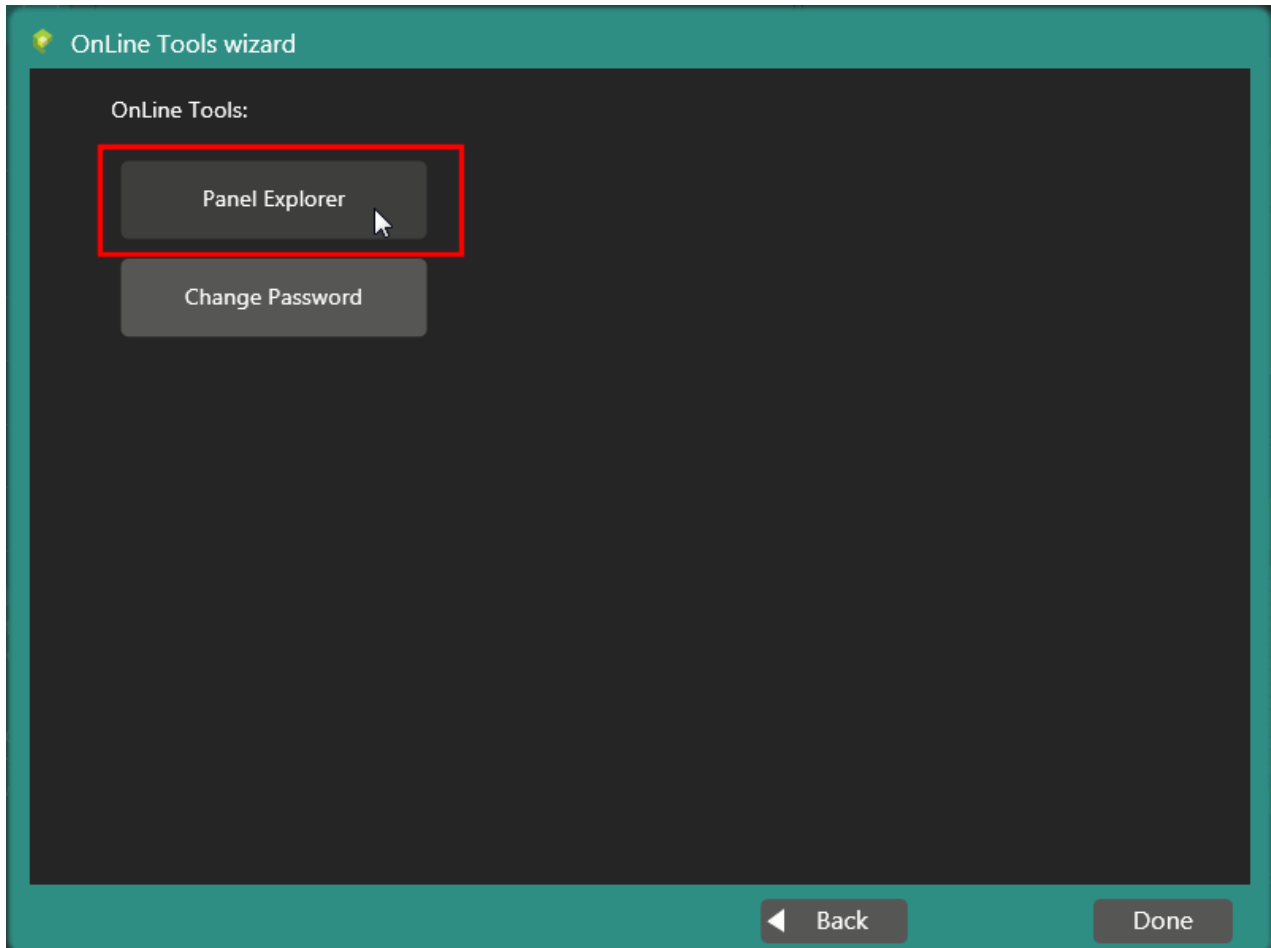 OnLine Tools wizard
OnLine Tools:
Panel Explorer
Change Password
Back
Done